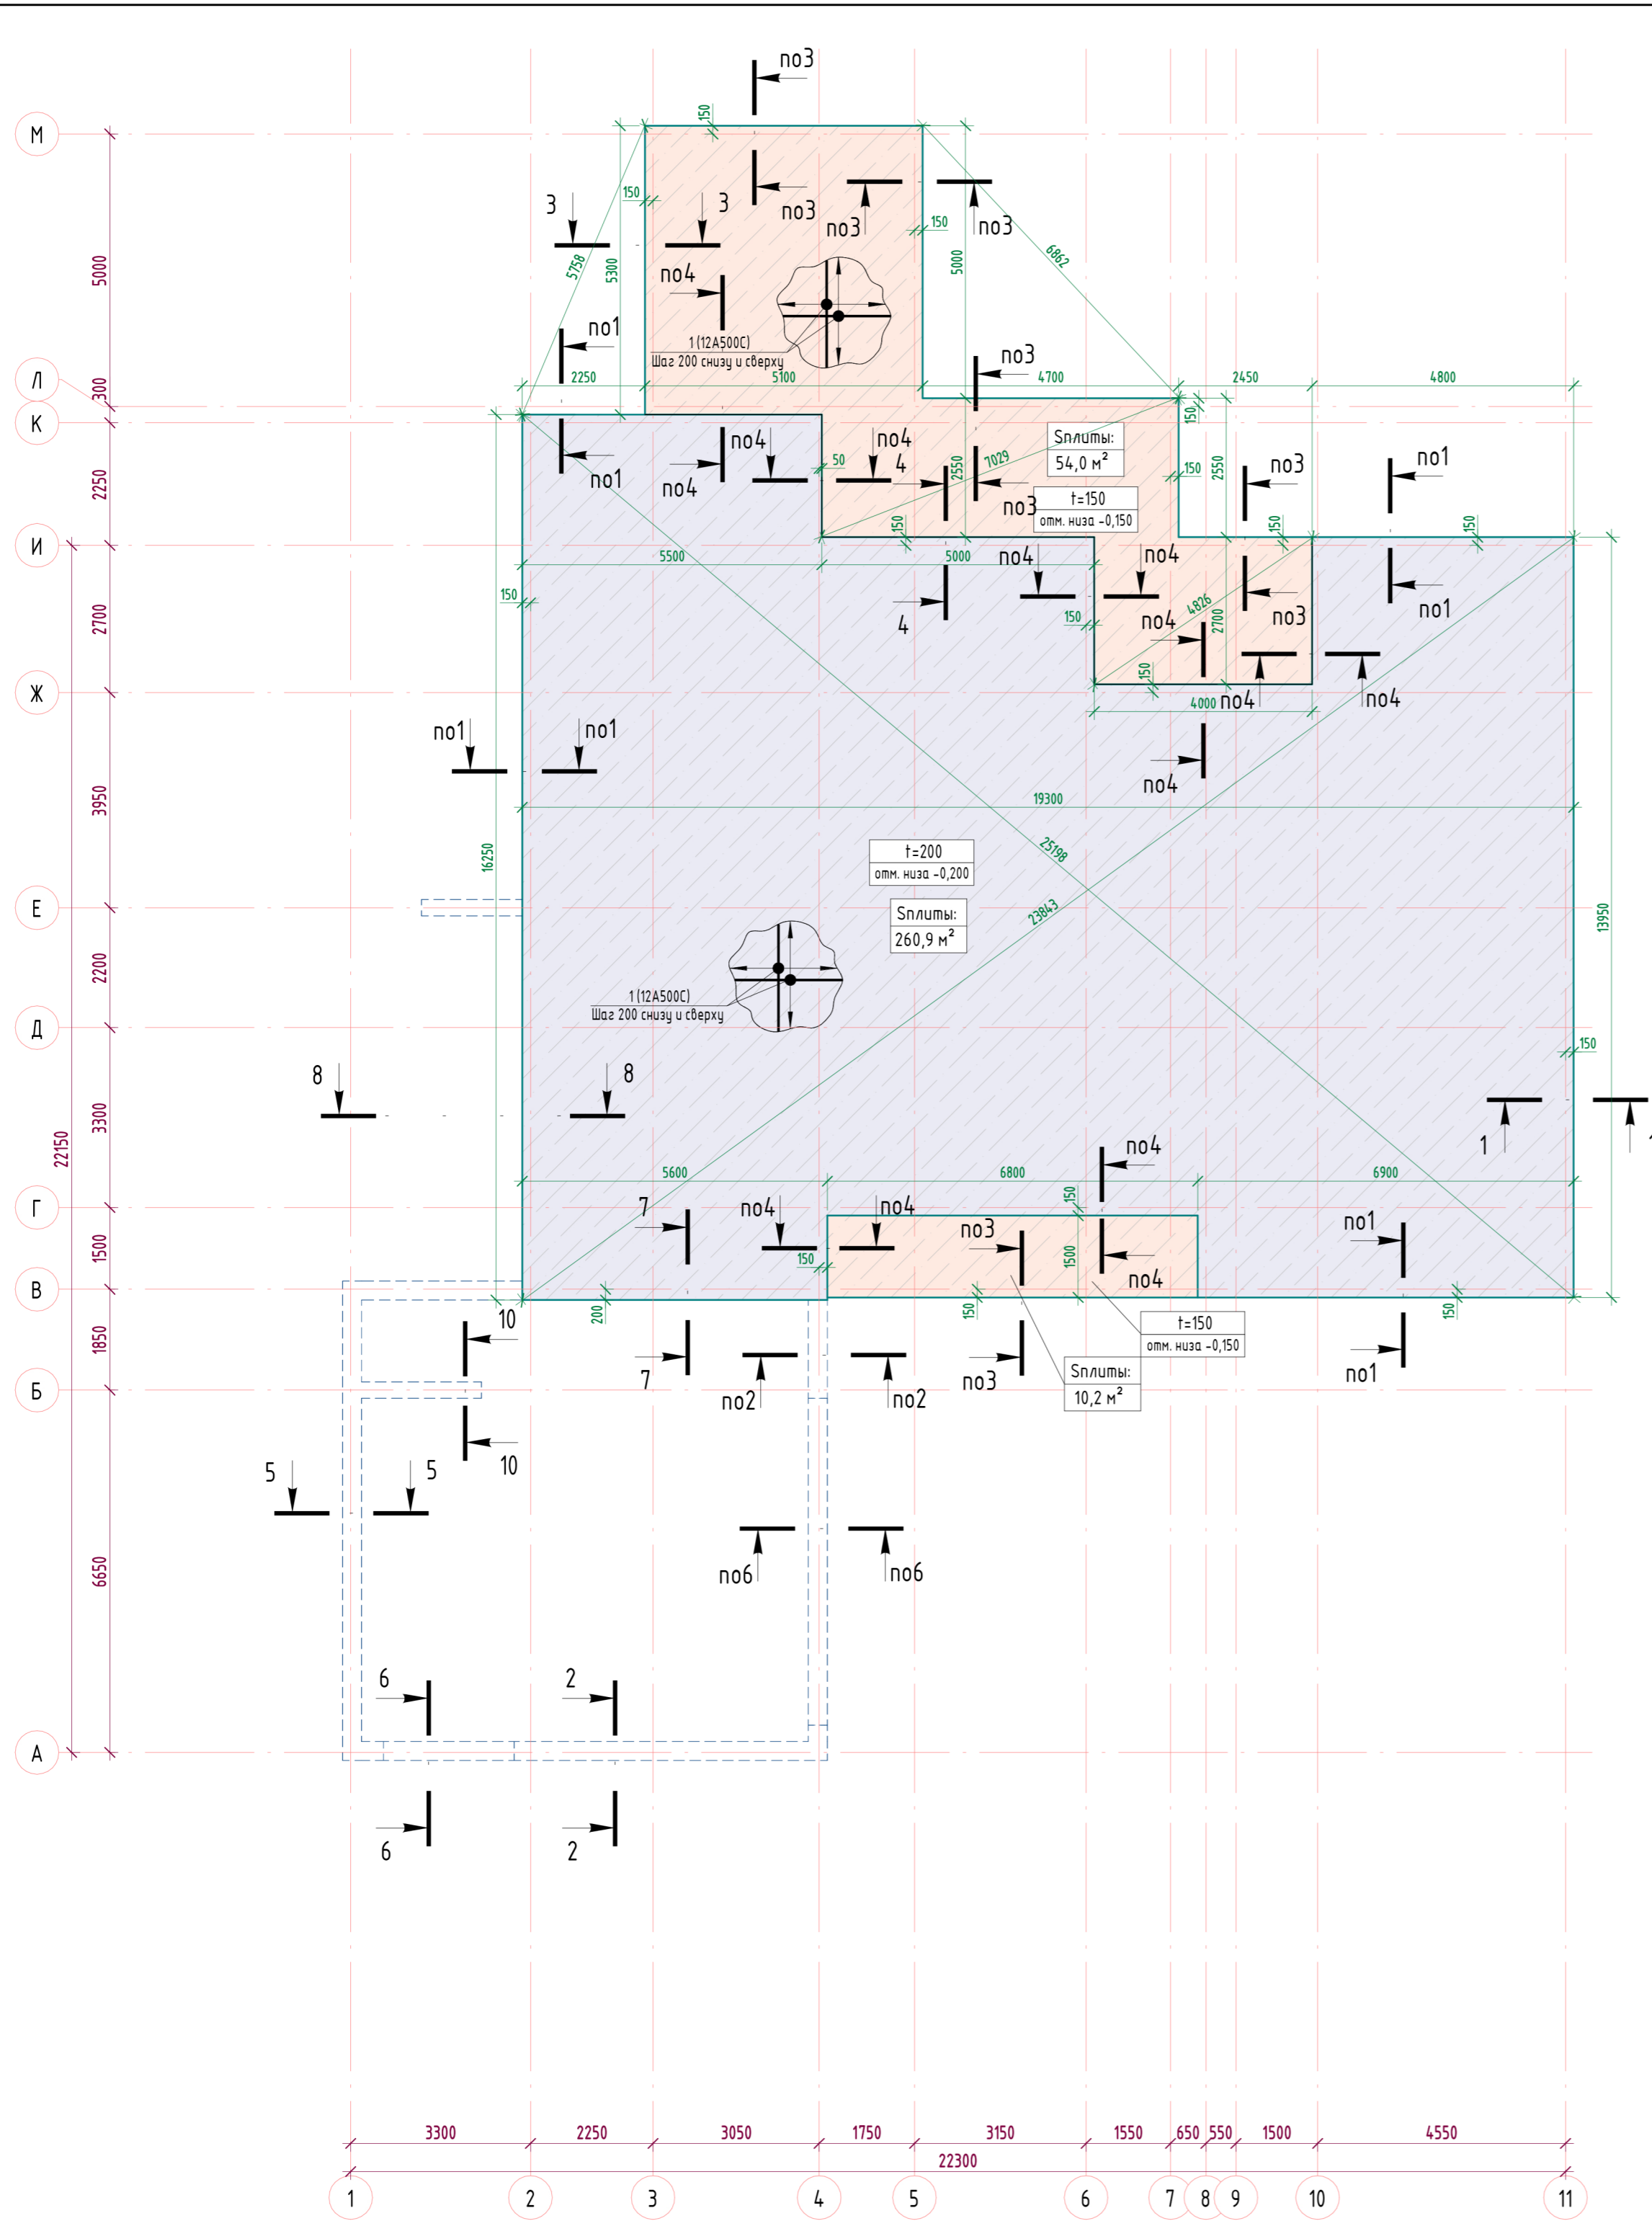 по3
М
150
5000
3
5758
5300
150
3
по3
по3
по3
150
5000
6862
по4
по1
1 (12А500С)
Шаг 200 снизу и сверху
по3
Л
300
2250
5100
4700
2450
4800
К
150
2250
по1
по4
по4
по4
50
4
2550
7029
по3
Sплиты:
54,0 м²
t=150
отм. низа -0,150
150
2550
по3
по1
И
150
150
150
2700
150
5500
5000
по4
по4
4
150
4826
2700
по3
по1
по4
150
Ж
4000
по4
по4
по1
по1
по4
3950
19300
16250
t=200
отм. низа -0,200
25198
Sплиты:
260,9 м²
23843
13950
Е
2200
1 (12А500С)
Шаг 200 снизу и сверху
Д
150
8
8
3300
22150
1
1
по4
5600
6800
6900
150
Г
7
по4
по4
по3
по1
1500
150
1500
по4
В
200
150
150
10
t=150
отм. низа -0,150
1850
Sплиты:
10,2 м²
Б
7
по2
по2
по3
по1
10
5
5
6650
по6
по6
6
2
А
6
2
3300
2250
3050
1750
3150
1550
650
550
1500
4550
22300
1
2
3
4
5
6
7
8
9
10
11